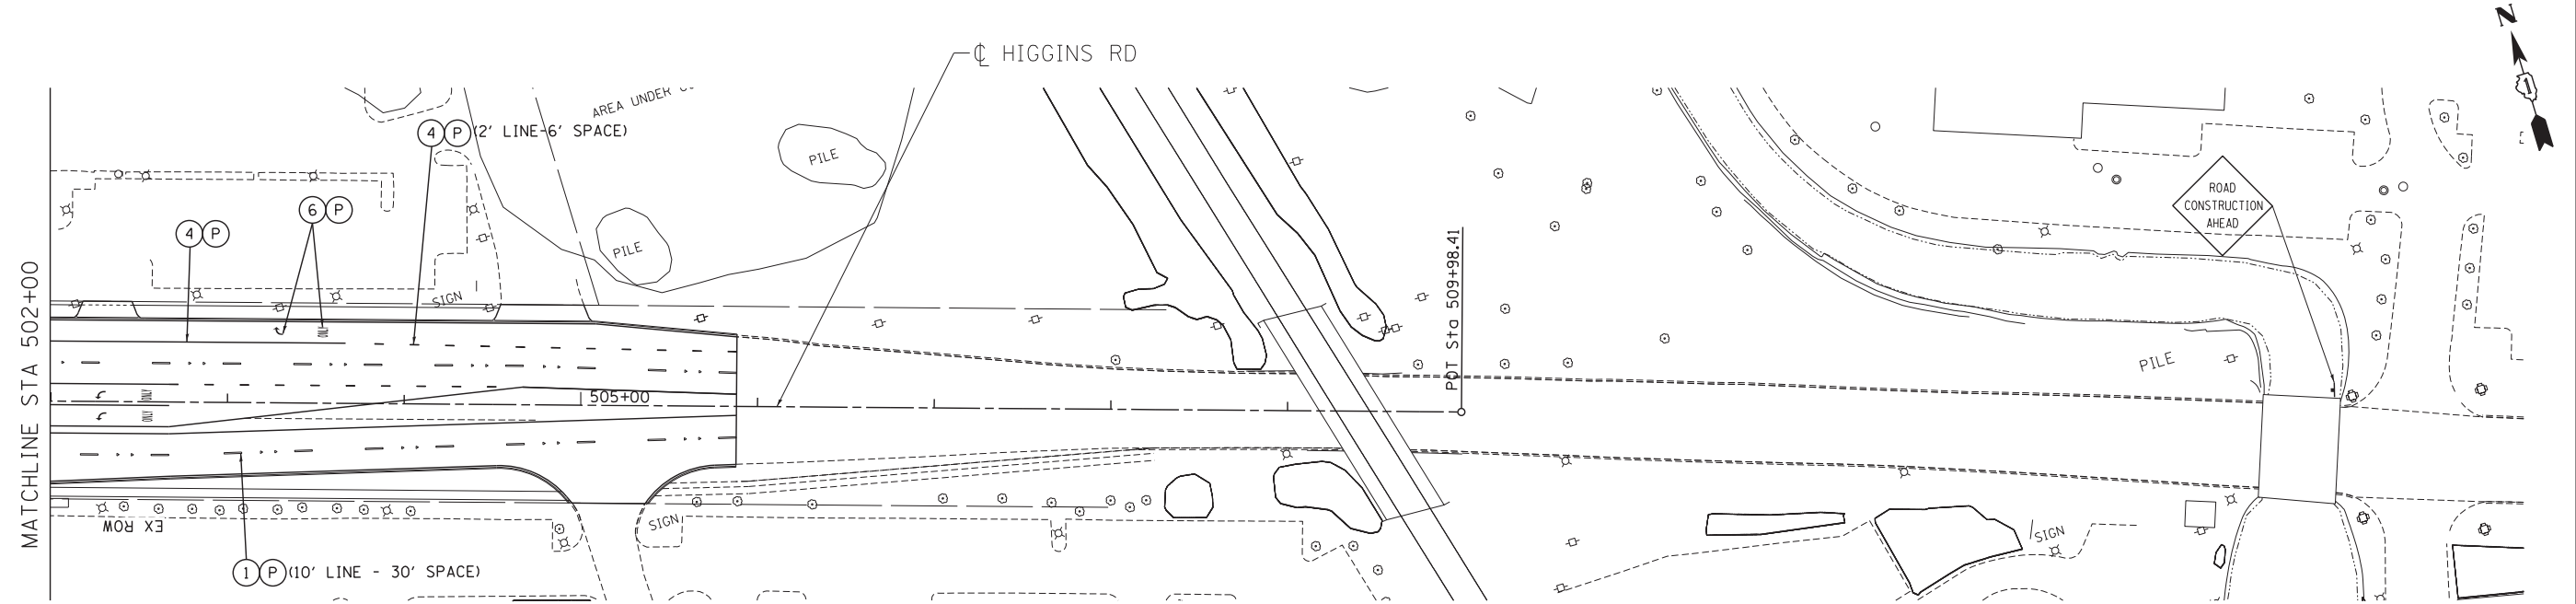 N
1
℄ HIGGINS RD
AREA UNDER
4 P (2' LINE-6' SPACE)
PILE
6 P
4 P
PILE
ROAD
CONSTRUCTION
AHEAD
SIGN
POT Sta 509+98.41
MATCHLINE STA 502+00
505+00
PILE
EX ROW
SIGN
SIGN
1 P (10' LINE - 30' SPACE)